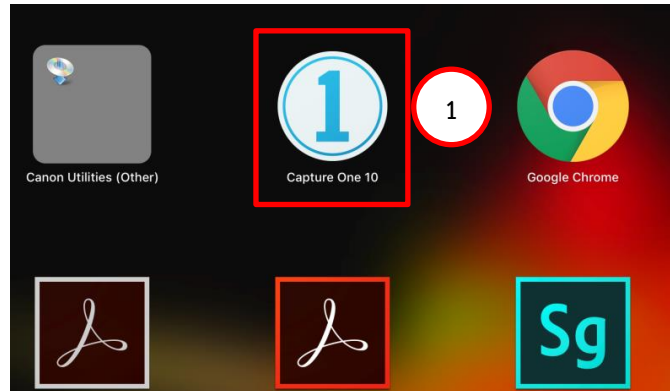 1
1
Canon Utilities (Other)
Capture One 10
Google Chrome
Sg